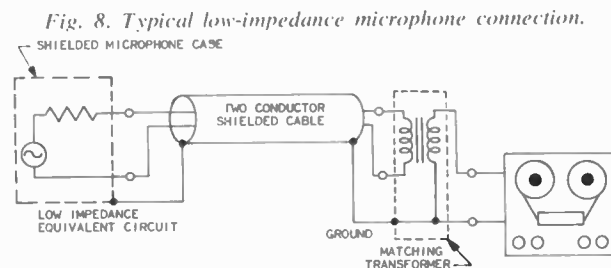 Fig. 8. Typical low-impedance microphone connection.
SHIELDED MICROPHONE CASE
TWO CONDUCTOR
SHIELDED CABLE
LOW IMPEDANCE
EQUIVALENT CIRCUIT
GROUND
MATCHING
TRANSFORMER